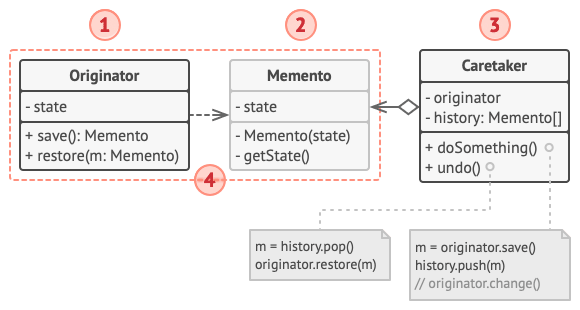 1
2
3
Originator
- state
+ save(): Memento
+ restore(m: Memento)
Memento
- state
- Memento(state)
- getState()
Caretaker
- originator
- history: Memento[]
+ doSomething()
+ undo()
4
m = history.pop()
originator.restore(m)
m = originator.save()
history.push(m)
// originator.change()